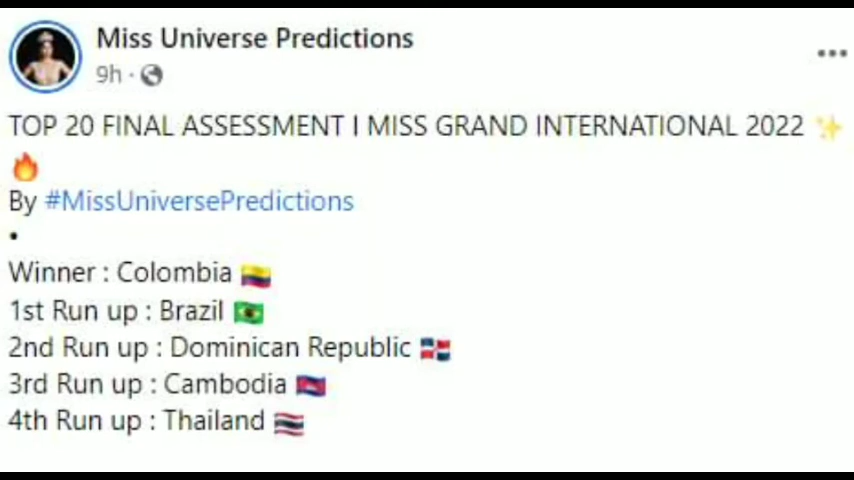 Miss Universe Predictions
9h ·
TOP 20 FINAL ASSESSMENT I MISS GRAND INTERNATIONAL 2022 ✨
🔥
By #MissUniversePredictions
•
Winner : Colombia 🇨🇴
1st Run up : Brazil 🇧🇷
2nd Run up : Dominican Republic 🇩🇴
3rd Run up : Cambodia 🇰🇭
4th Run up : Thailand 🇹🇭